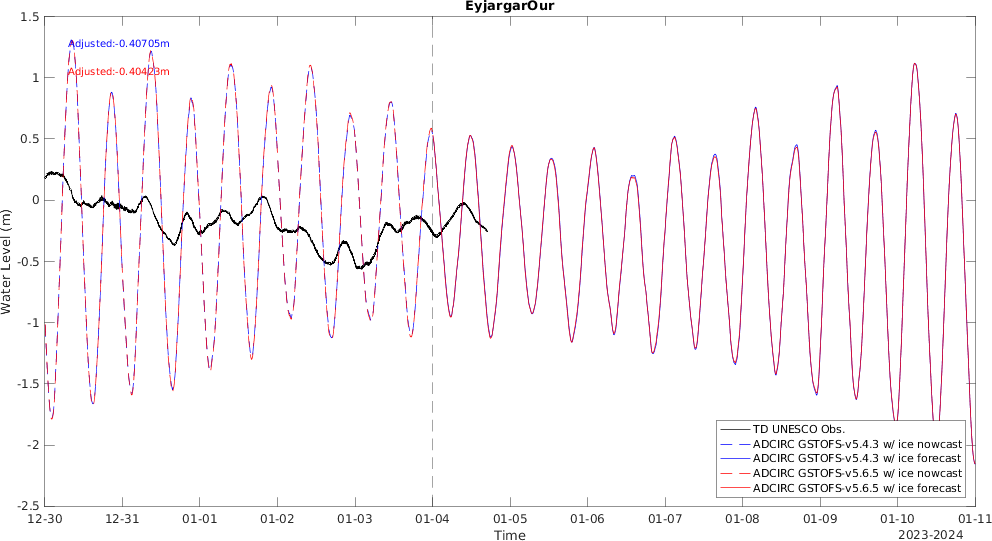 EyjargarOur
1.5
1
0.5
0
-0.5
-1
-1.5
-2
-2.5
Water Level (m)
Adjusted:-0.40705m
Adjusted:-0.40423m
TD UNESCO Obs.
ADCIRC GSTOFS-v5.4.3 w/ ice nowcast
ADCIRC GSTOFS-v5.4.3 w/ ice forecast
ADCIRC GSTOFS-v5.6.5 w/ ice nowcast
ADCIRC GSTOFS-v5.6.5 w/ ice forecast
12-30 12-31 01-01 01-02 01-03 01-04 01-05 01-06 01-07 01-08 01-09 01-10 01-11
Time
2023-2024